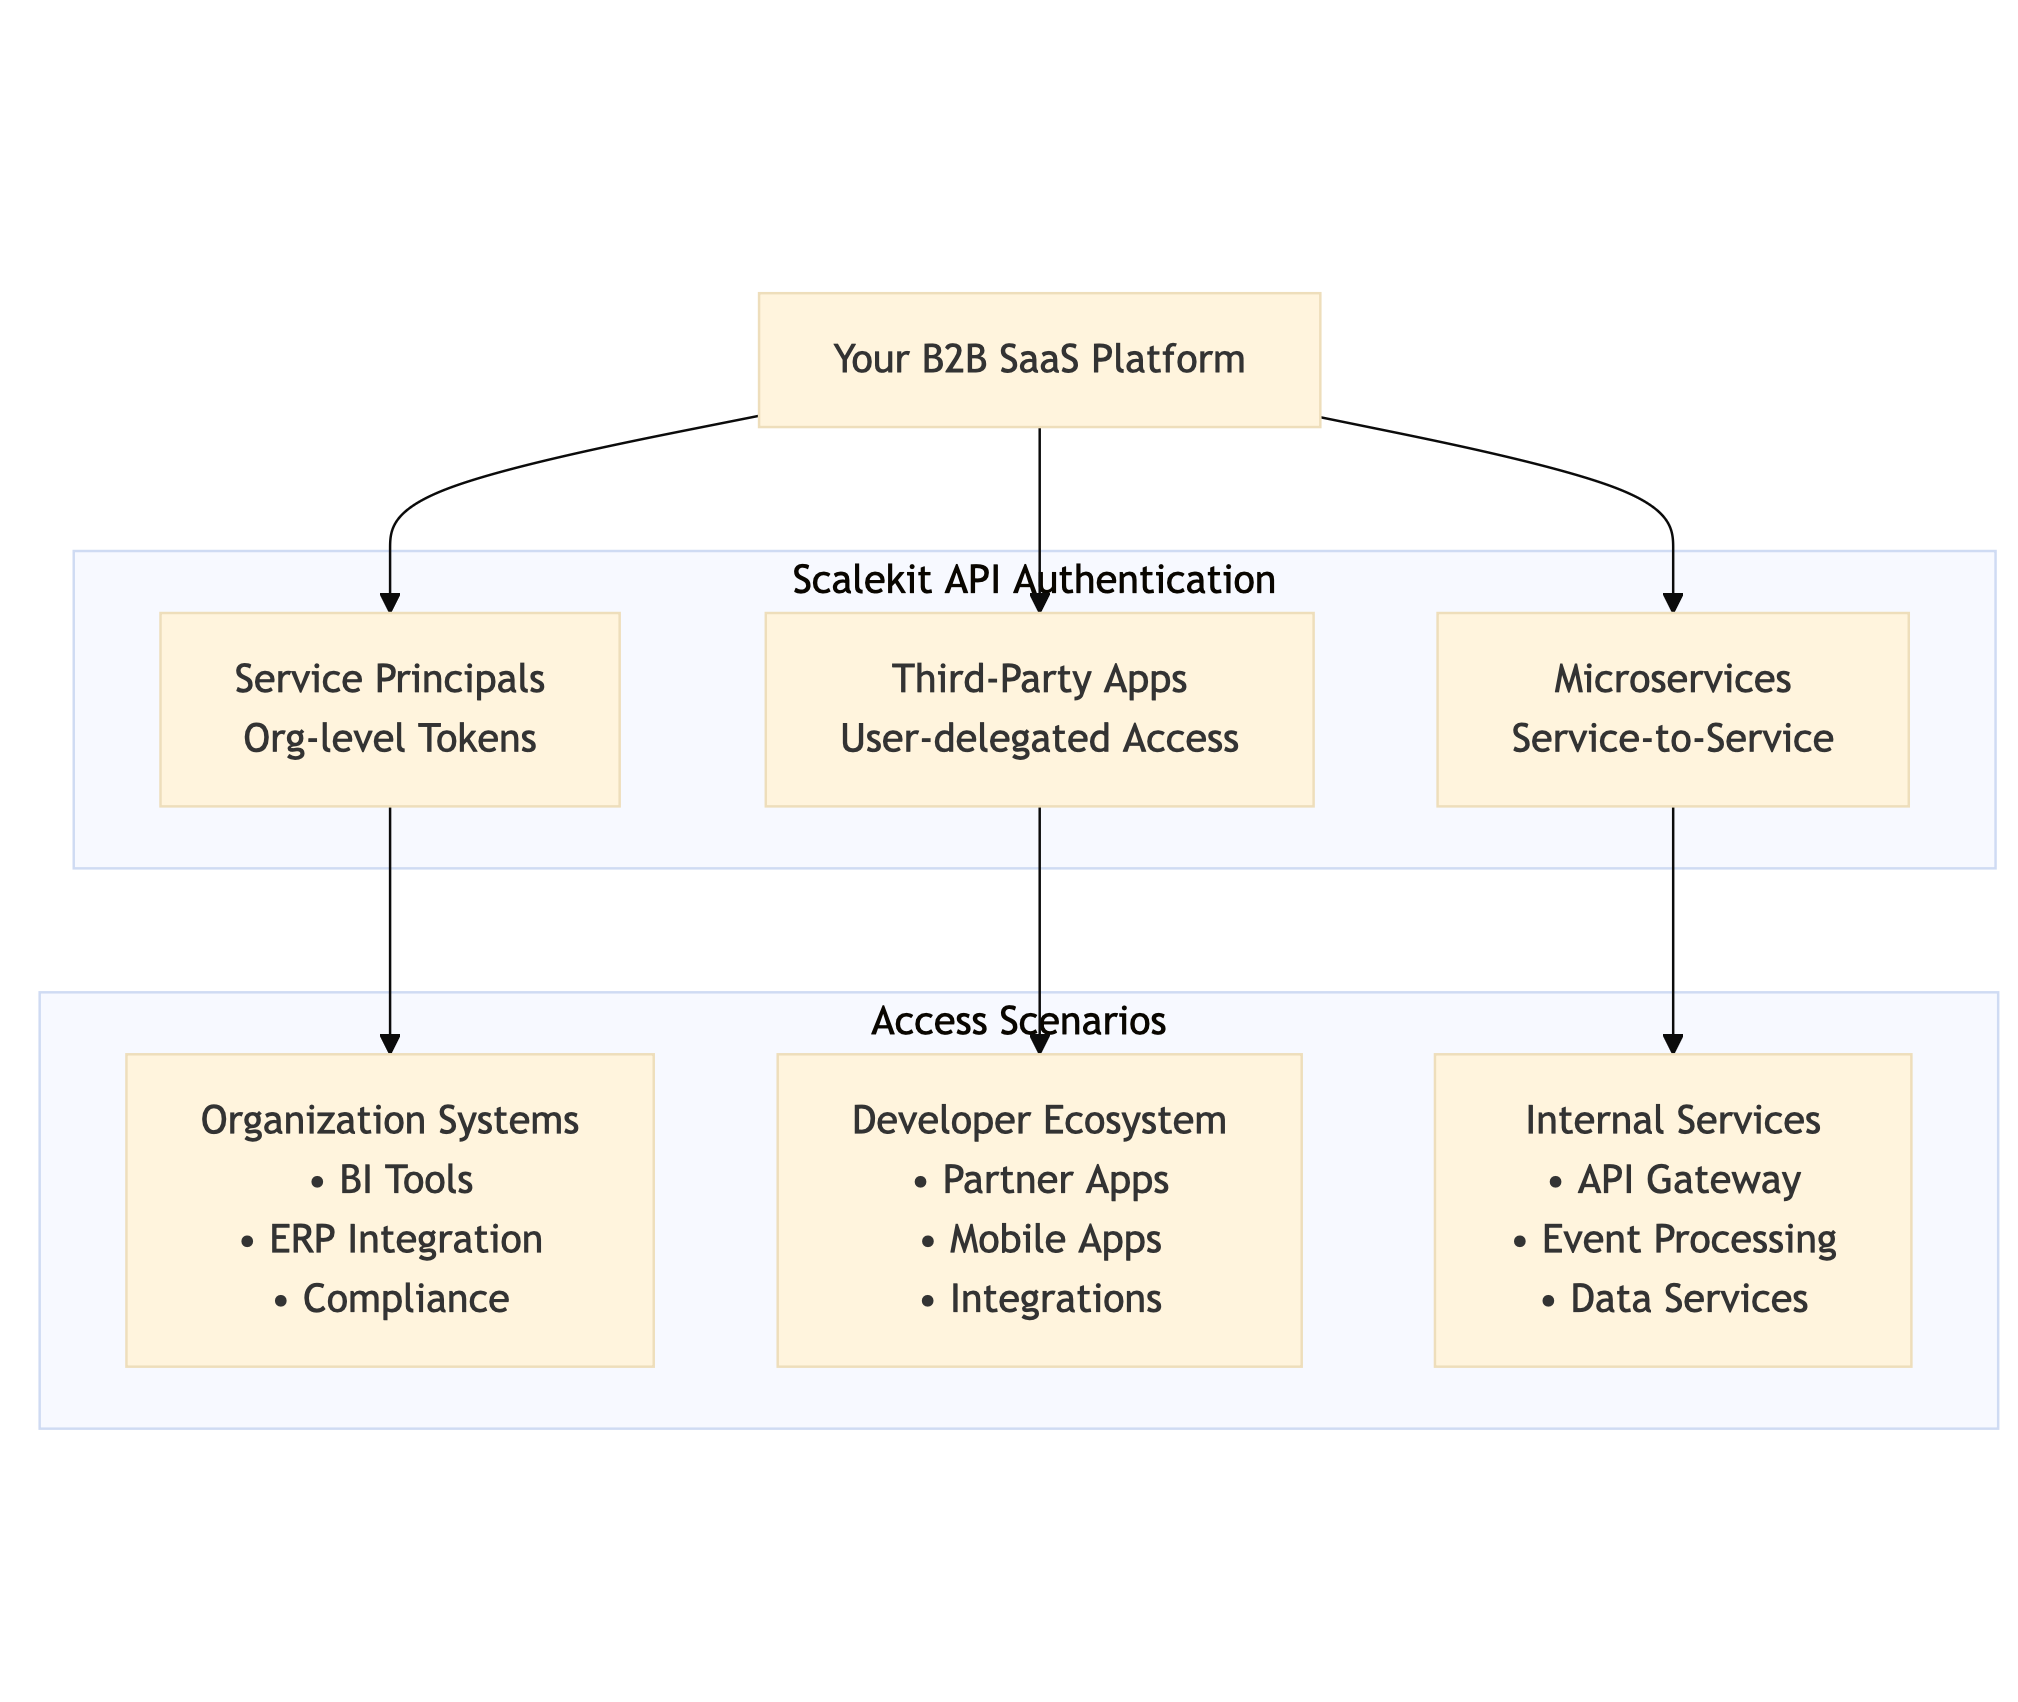 Your B2B SaaS Platform
Scalekit API Authentication
Service Principals
Org-level Tokens
Third-Party Apps
User-delegated Access
Microservices
Service-to-Service
Access Scenarios
Organization Systems
• BI Tools
• ERP Integration
• Compliance
Developer Ecosystem
• Partner Apps
• Mobile Apps
• Integrations
Internal Services
• API Gateway
• Event Processing
• Data Services